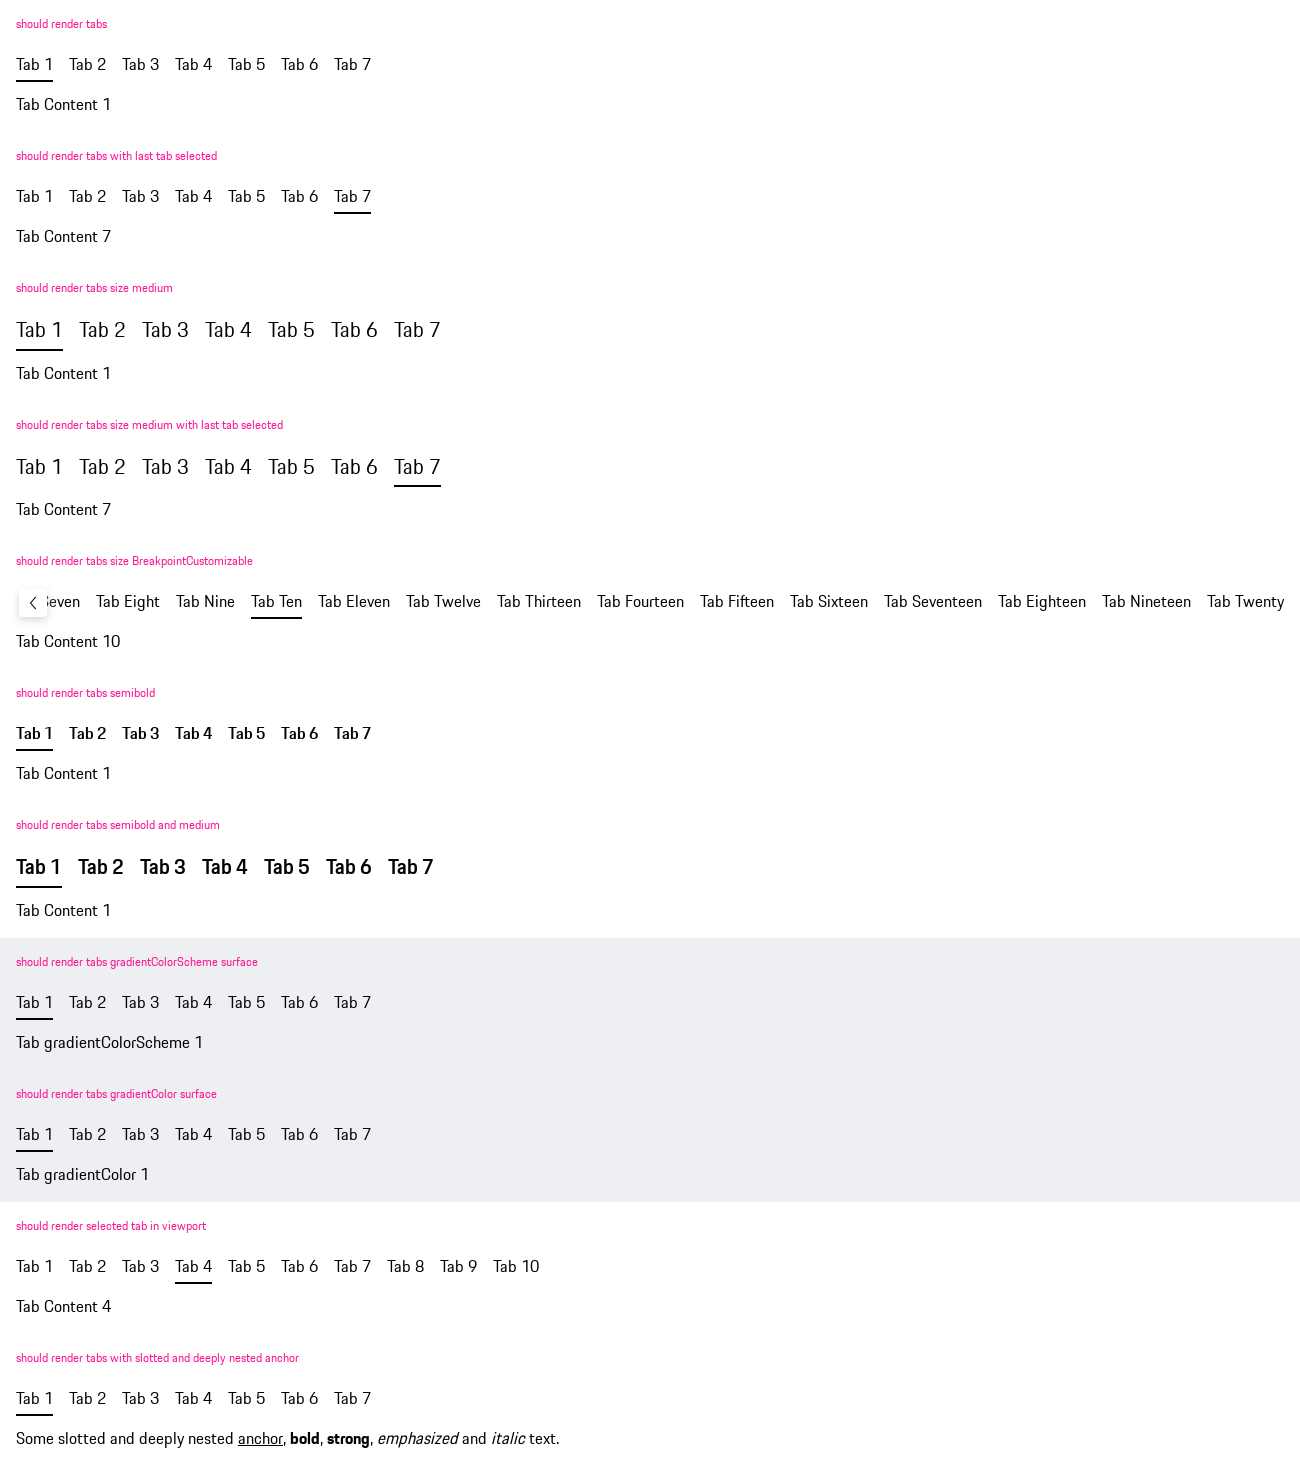 should render tabs
Tab 1 Tab 2 Tab 3 Tab 4 Tab 5 Tab 6 Tab 7
Tab Content 1
should render tabs with last tab selected
Tab 1 Tab 2 Tab 3 Tab 4 Tab 5 Tab 6 Tab 7
Tab Content 7
should render tabs size medium
Tab 1 Tab 2 Tab 3 Tab 4 Tab 5 Tab 6 Tab 7
Tab Content 1
should render tabs size medium with last tab selected
Tab 1 Tab 2 Tab 3 Tab 4 Tab 5 Tab 6 Tab 7
Tab Content 7
should render tabs size BreakpointCustomizable
Seven Tab Eight Tab Nine Tab Ten Tab Eleven Tab Twelve Tab Thirteen Tab Fourteen Tab Fifteen Tab Sixteen Tab Seventeen Tab Eighteen Tab Nineteen Tab Twenty
Tab Content 10
should render tabs semibold
Tab 1 Tab 2 Tab 3 Tab 4 Tab 5 Tab 6 Tab 7
Tab Content 1
should render tabs semibold and medium
Tab 1 Tab 2 Tab 3 Tab 4 Tab 5 Tab 6 Tab 7
Tab Content 1
should render tabs gradientColorScheme surface
Tab 1 Tab 2 Tab 3 Tab 4 Tab 5 Tab 6 Tab 7
Tab gradientColorScheme 1
should render tabs gradientColor surface
Tab 1 Tab 2 Tab 3 Tab 4 Tab 5 Tab 6 Tab 7
Tab gradientColor 1
should render selected tab in viewport
Tab 1 Tab 2 Tab 3 Tab 4 Tab 5 Tab 6 Tab 7 Tab 8 Tab 9 Tab 10
Tab Content 4
should render tabs with slotted and deeply nested anchor
Tab 1 Tab 2 Tab 3 Tab 4 Tab 5 Tab 6 Tab 7
Some slotted and deeply nested anchor, bold, strong, emphasized and italic text.